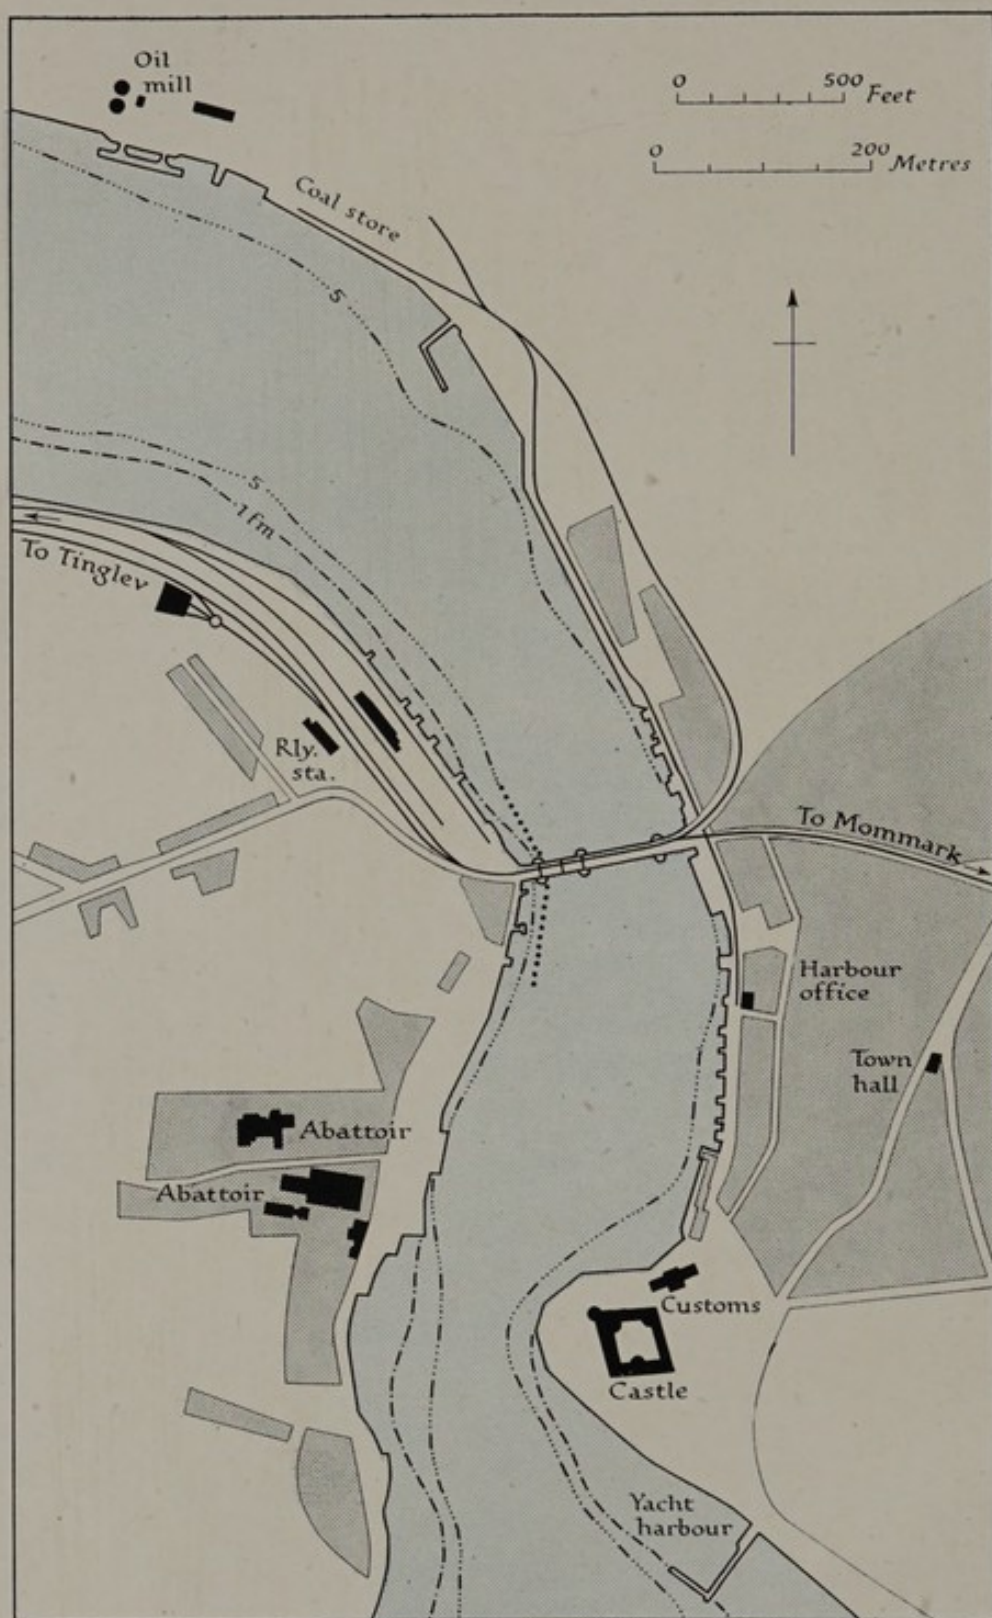 Oil
mill
0 500 Feet
0 200 Metres
Coal store
5
5
1fm
To Tinglev
Rly.
sta.
To Mommark
Harbour
office
Town
hall
Abattoir
Abattoir
Customs
Castle
Yacht
harbour